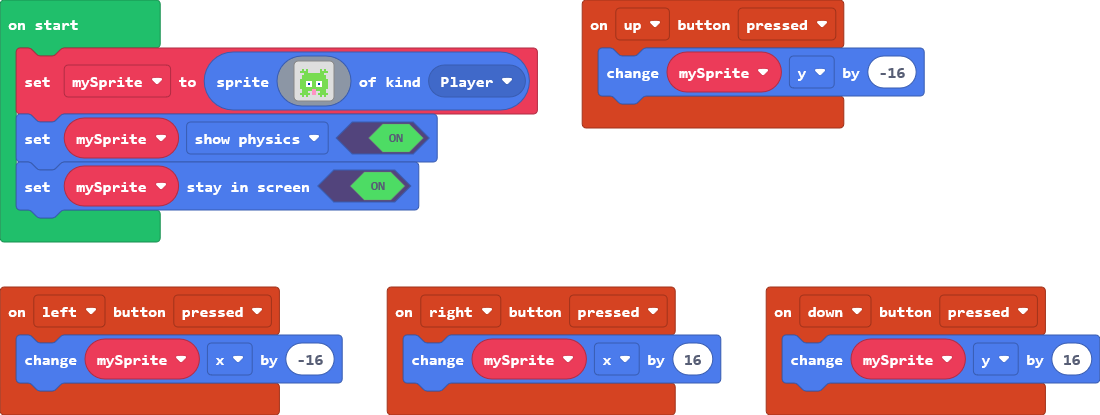 on start
set mySprite to sprite of kind Player
set mySprite show physics ON
set mySprite stay in screen ON
on up button pressed
change mySprite y by -16
on left button pressed
change mySprite x by -16
on right button pressed
change mySprite x by 16
on down button pressed
change mySprite y by 16